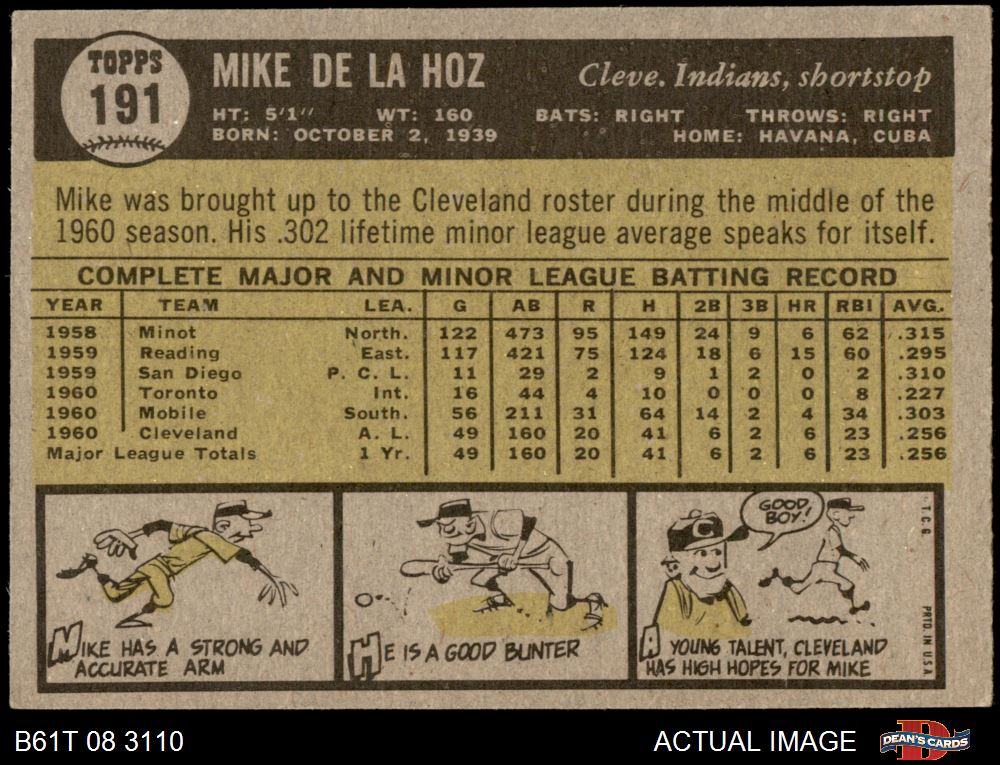 TOPPS
191
MIKE DE LA HOZ
Cleve. Indians, shortstop
HT: 5'1" WT: 160 BATS: RIGHT THROWS: RIGHT
BORN: OCTOBER 2, 1939 HOME: HAVANA, CUBA
Mike was brought up to the Cleveland roster during the middle of the
1960 season. His .302 lifetime minor league average speaks for itself.
COMPLETE MAJOR AND MINOR LEAGUE BATTING RECORD
YEAR TEAM LEA. G AB R H 2B 3B HR RBI AVG.
1958 Minot North. 122 473 95 149 24 9 6 62 .315
1959 Reading East. 117 421 75 124 18 6 15 60 .295
1959 San Diego P. C. L. 11 29 2 9 1 2 0 2 .310
1960 Toronto Int. 16 44 4 10 0 0 0 8 .227
1960 Mobile South. 56 211 31 64 14 2 4 34 .303
1960 Cleveland A. L. 49 160 20 41 6 2 6 23 .256
Major League Totals 1 Yr. 49 160 20 41 6 2 6 23 .256
MIKE HAS A STRONG AND
ACCURATE ARM
HE IS A GOOD BUNTER
C
GOOD
BOY!
A YOUNG TALENT, CLEVELAND
HAS HIGH HOPES FOR MIKE
T. C. G.
PRTD IN U.S.A.
B61T 08 3110
ACTUAL IMAGE
DEAN'S CARDS